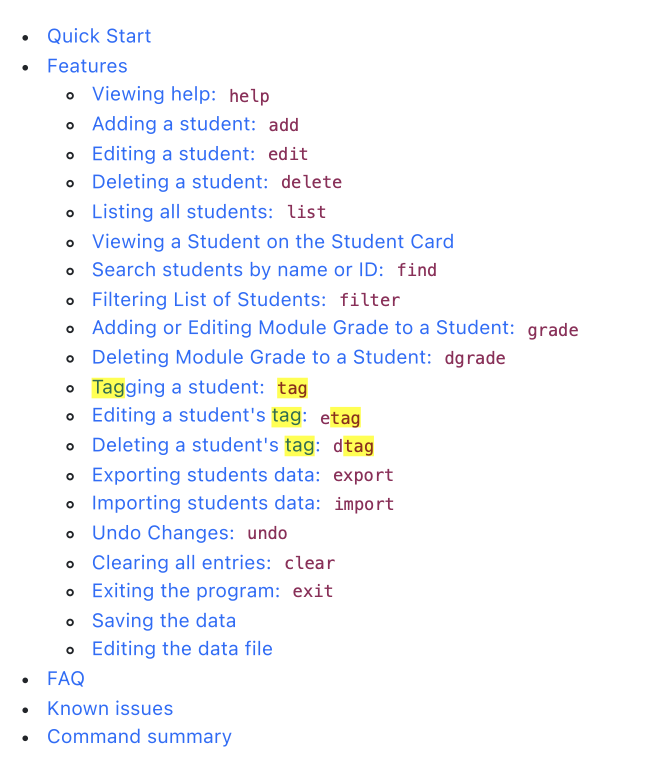 Quick Start
Features
Viewing help: help
Adding a student: add
Editing a student: edit
Deleting a student: delete
Listing all students: list
Viewing a Student on the Student Card
Search students by name or ID: find
Filtering List of Students: filter
Adding or Editing Module Grade to a Student: grade
Deleting Module Grade to a Student: dgrade
Tagging a student: tag
Editing a student's tag: etag
Deleting a student's tag: dtag
Exporting students data: export
Importing students data: import
Undo Changes: undo
Clearing all entries: clear
Exiting the program: exit
Saving the data
Editing the data file
FAQ
Known issues
Command summary